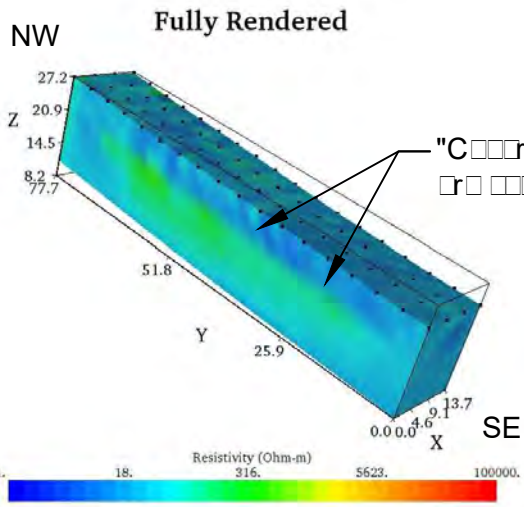 Fully Rendered
NW
27.2
20.9
Z
14.5
8.2
77.7
51.8
Y
25.9
13.7
9.1
4.6
0.0 0.0
X
SE
Resistivity (Ohm-m)
18. 316. 5623. 100000.